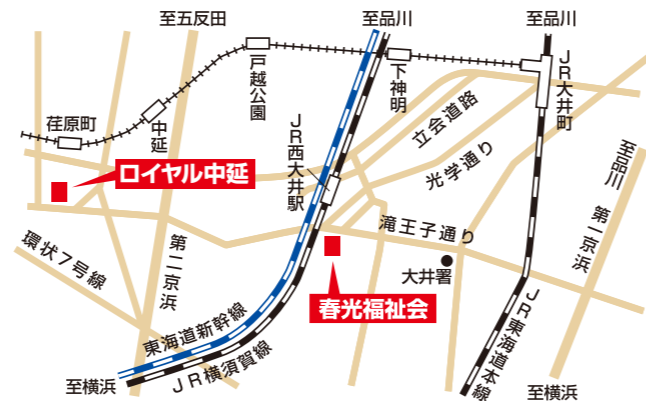 至五反田
至品川
至品川
戸越公園
下神明
JR大井町
荏原町
中延
立会道路
光学通り
JR西大井駅
至品川
第一京浜
ロイヤル中延
滝王子通り
環状7号線
第二京浜
大井署
春光福祉会
東海道新幹線
JR横須賀線
JR東海道本線
至横浜
至横浜